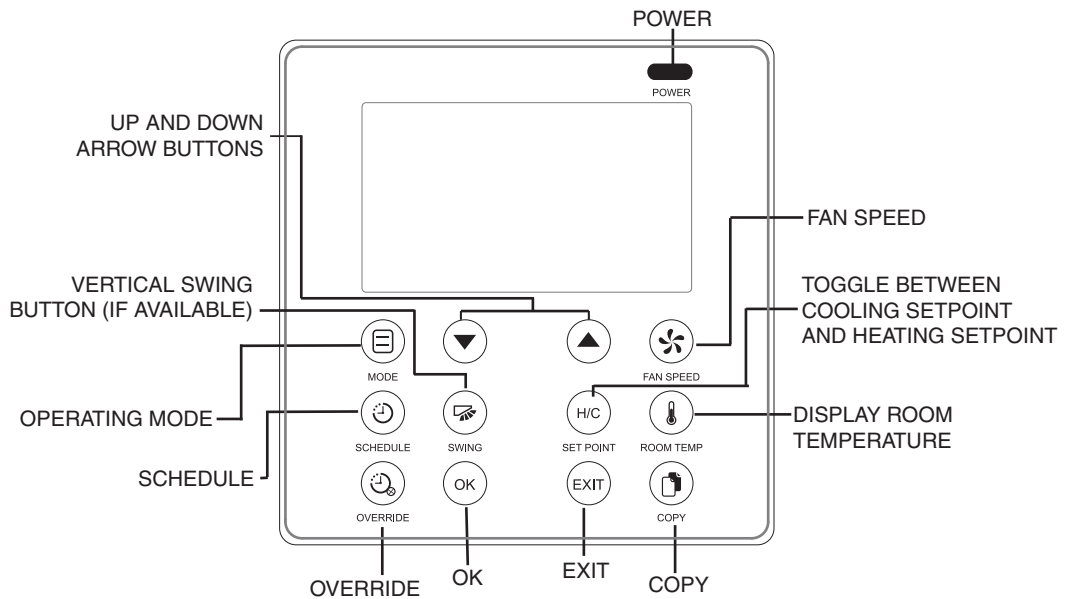 POWER
POWER
UP AND DOWN
ARROW BUTTONS
FAN SPEED
VERTICAL SWING
BUTTON (IF AVAILABLE)
TOGGLE BETWEEN
COOLING SETPOINT
AND HEATING SETPOINT
MODE
FAN SPEED
OPERATING MODE
H/C
DISPLAY ROOM
TEMPERATURE
SCHEDULE
SWING
SET POINT
ROOM TEMP
SCHEDULE
OK
EXIT
OVERRIDE
COPY
OVERRIDE
OK
EXIT
COPY